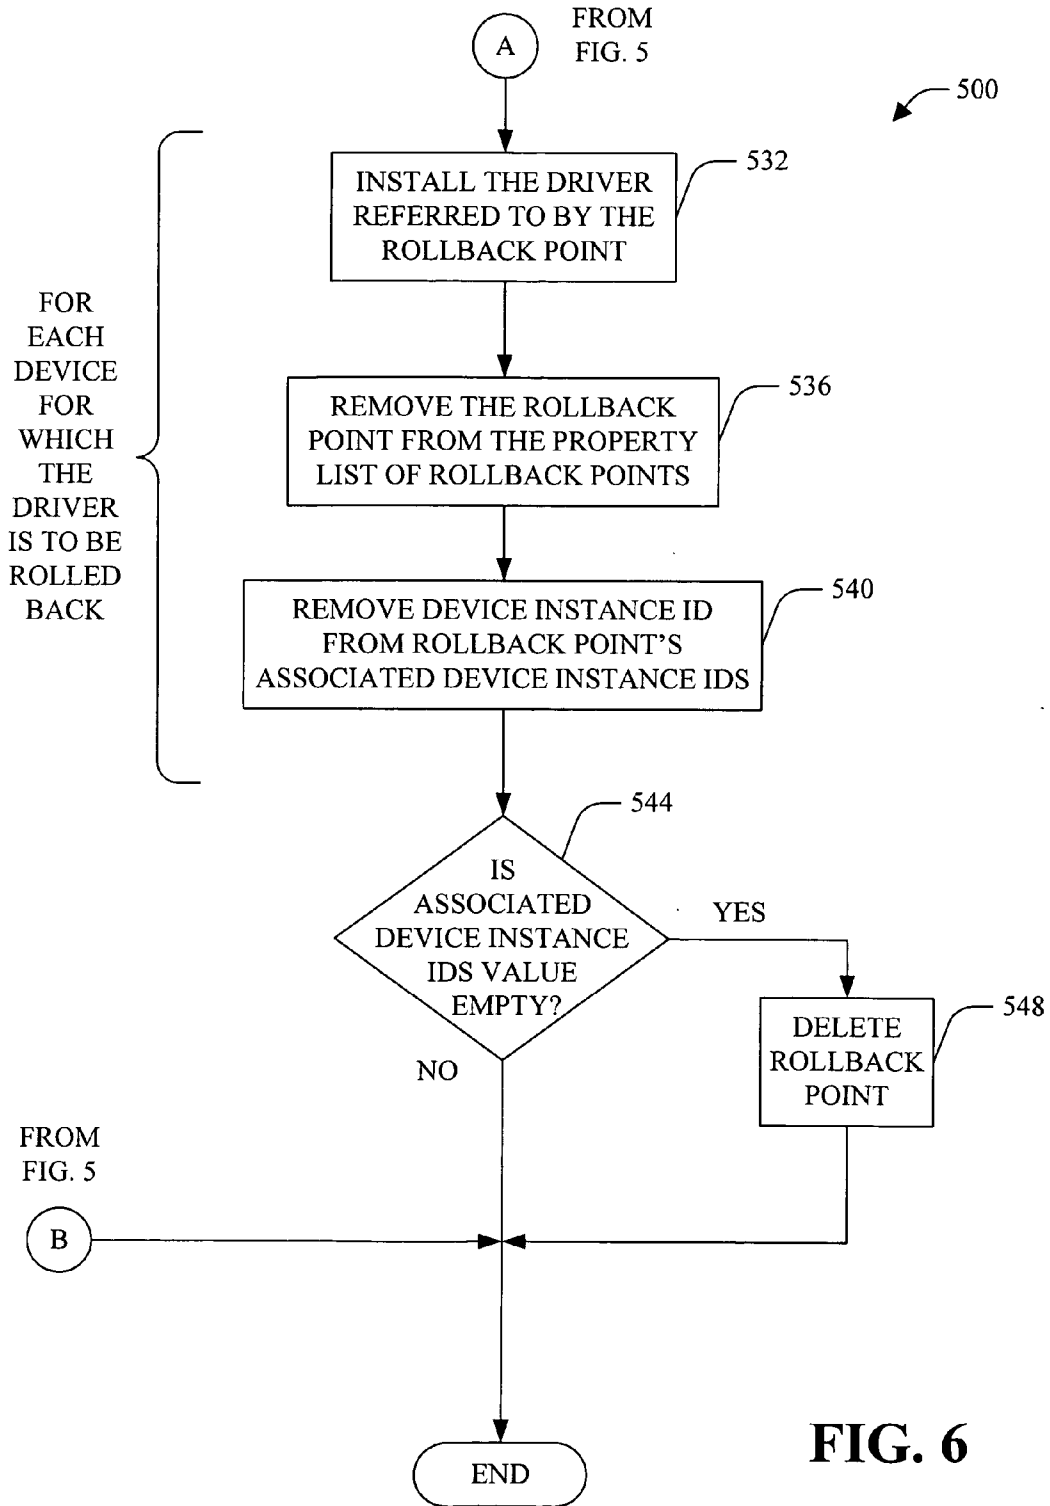 FROM
FIG. 5
A
500
532
INSTALL THE DRIVER
REFERRED TO BY THE
ROLLBACK POINT
FOR
EACH
DEVICE
FOR
WHICH
THE
DRIVER
IS TO BE
ROLLED
BACK
536
REMOVE THE ROLLBACK
POINT FROM THE PROPERTY
LIST OF ROLLBACK POINTS
540
REMOVE DEVICE INSTANCE ID
FROM ROLLBACK POINT'S
ASSOCIATED DEVICE INSTANCE IDS
544
IS
ASSOCIATED
DEVICE INSTANCE
IDS VALUE
EMPTY?
YES
NO
548
DELETE
ROLLBACK
POINT
FROM
FIG. 5
B
END
FIG. 6